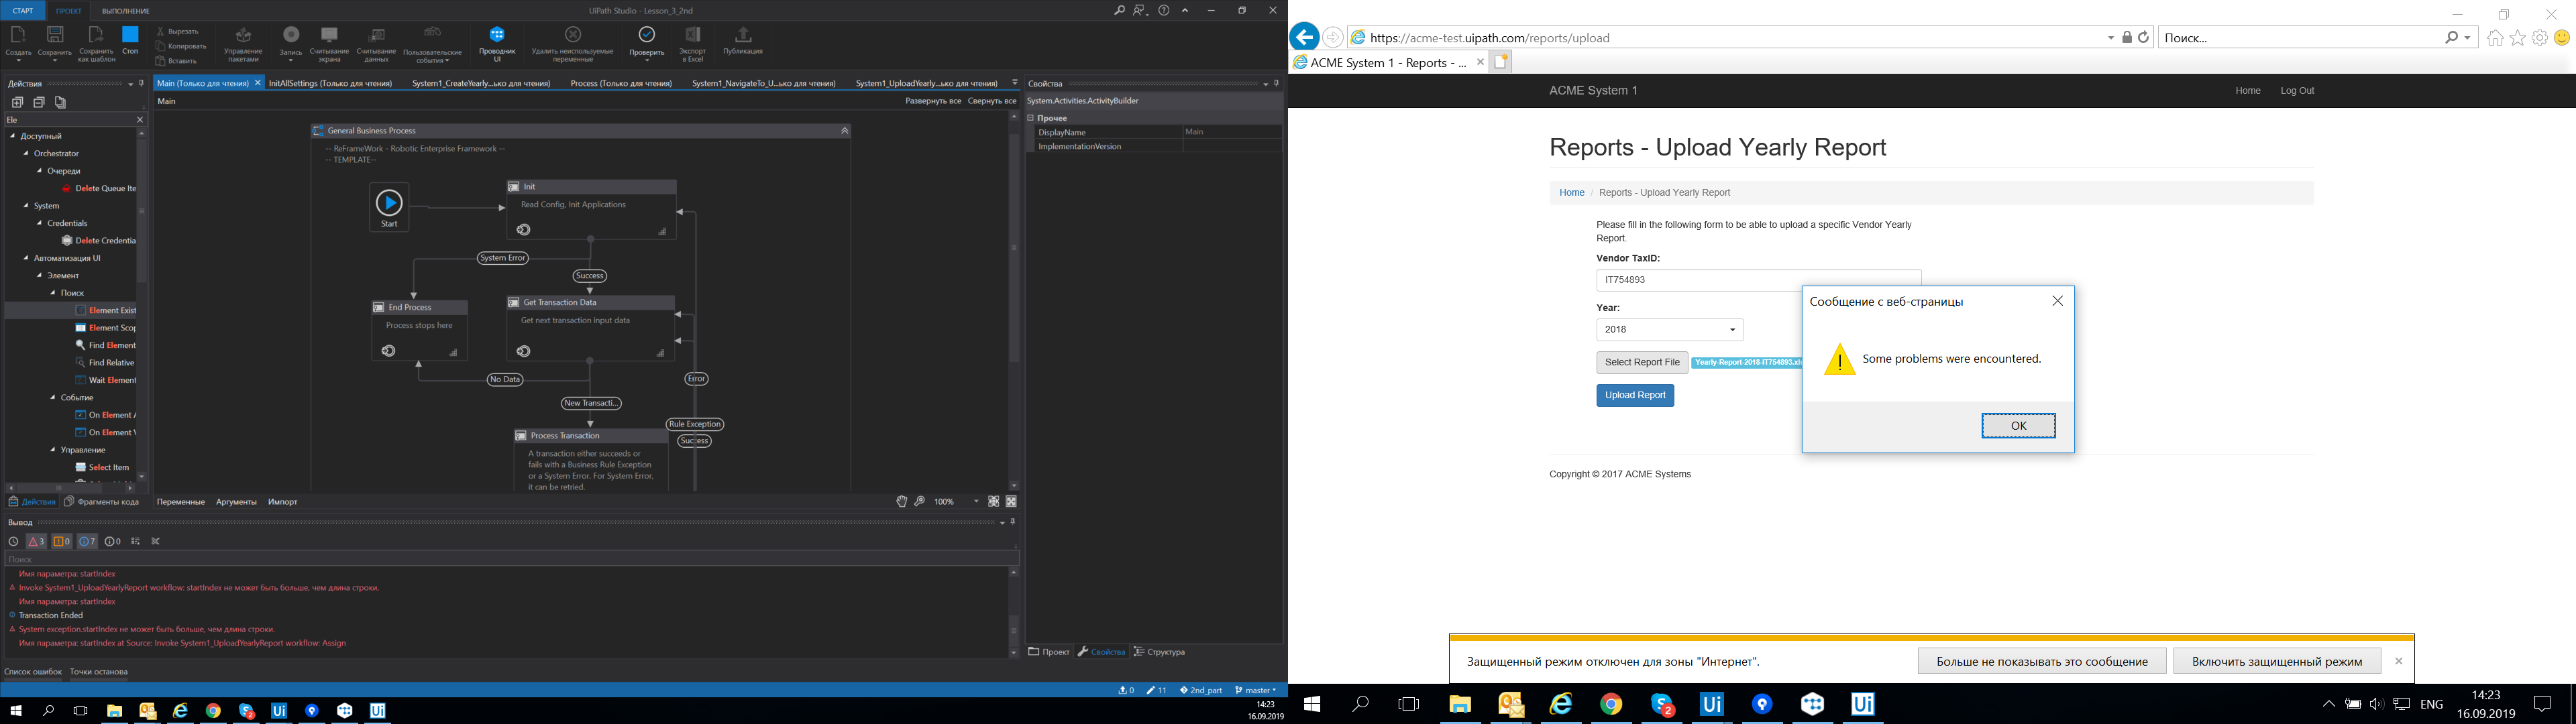 СТАРТ
ПРОЕКТ
ВЫПОЛНЕНИЕ
UiPath Studio - Lesson_3_2nd
Создать
Сохранить
Сохранить как шаблон
Стоп
Вырезать
Копировать
Вставить
Управление пакетами
Запись
Считывание экрана
Считывание данных
Пользовательские события
Проводник UI
Удалить неиспользуемые переменные
Проверить
Экспорт в Excel
Публикация
Действия
Ele
Доступный
Orchestrator
Очереди
Delete Queue Ite
System
Credentials
Delete Credentia
Автоматизация UI
Элемент
Поиск
Element Exist
Element Scop
Find Element
Find Relative
Wait Element
Событие
On Element A
On Element V
Управление
Select Item
Действия
Фрагменты кода
Main (Только для чтения)
InitAllSettings (Только для чтения)
System1_CreateYearly...ько для чтения)
Process (Только для чтения)
System1_NavigateTo_U...ько для чтения)
System1_UploadYearly...ько для чтения)
Main
Развернуть все
Свернуть все
General Business Process
-- ReFrameWork - Robotic Enterprise Framework --
-- TEMPLATE--
Start
Init
Read Config, Init Applications
System Error
Success
End Process
Process stops here
Get Transaction Data
Get next transaction input data
No Data
Error
New Transacti...
Rule Exception
Success
Process Transaction
A transaction either succeeds or
fails with a Business Rule Exception
or a System Error. For System Error,
it can be retried.
Переменные
Аргументы
Импорт
100%
Свойства
System.Activities.ActivityBuilder
Прочее
DisplayName
Main
ImplementationVersion
Проект
Свойства
Структура
Вывод
3
0
7
0
Поиск
Имя параметра: startIndex
Invoke System1_UploadYearlyReport workflow: startIndex не может быть больше, чем длина строки.
Имя параметра: startIndex
Transaction Ended
System exception.startIndex не может быть больше, чем длина строки.
Имя параметра: startIndex at Source: Invoke System1_UploadYearlyReport workflow: Assign
Список ошибок
Точки останова
0
11
2nd_part
master
14:23
16.09.2019
https://acme-test.uipath.com/reports/upload
Поиск...
ACME System 1 - Reports - ...
ACME System 1
Home
Log Out
Reports - Upload Yearly Report
Home / Reports - Upload Yearly Report
Please fill in the following form to be able to upload a specific Vendor Yearly
Report.
Vendor TaxID:
IT754893
Year:
2018
Select Report File
Yearly-Report-2018-IT754893.xls
Upload Report
Сообщение с веб-страницы
Some problems were encountered.
OK
Copyright © 2017 ACME Systems
Защищенный режим отключен для зоны "Интернет".
Больше не показывать это сообщение
Включить защищенный режим
ENG
14:23
16.09.2019